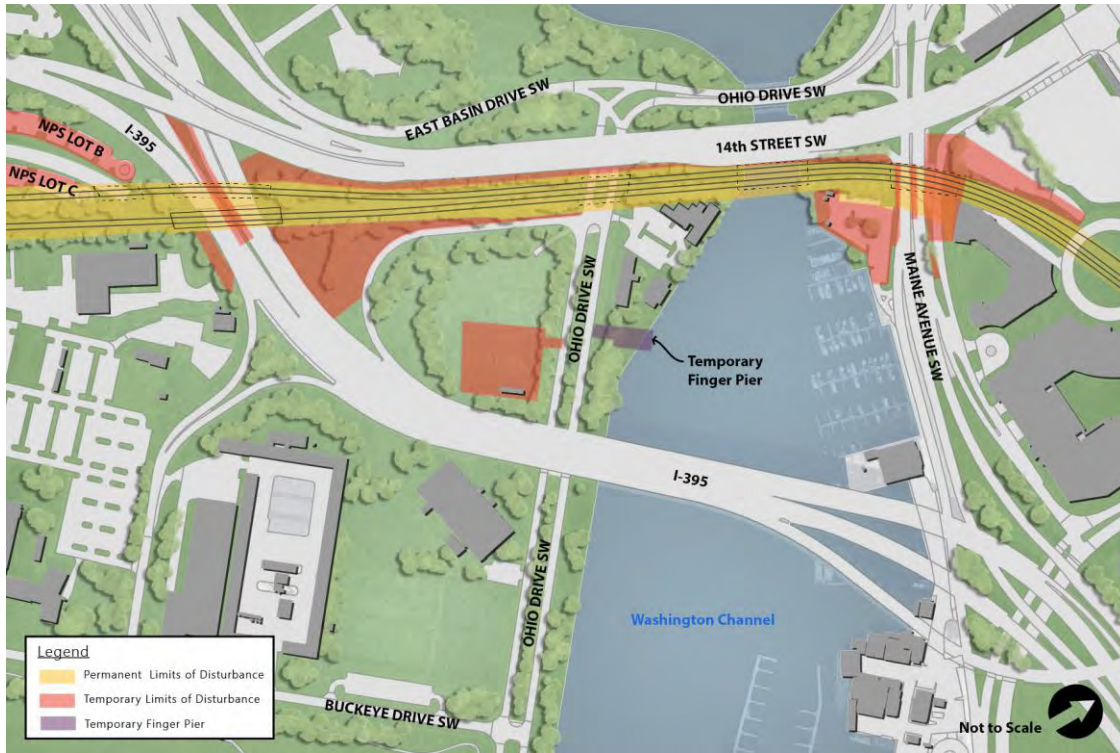 EAST BASIN DRIVE SW
OHIO DRIVE SW
14th STREET SW
I-395
NPS LOT B
NPS LOT C
OHIO DRIVE SW
MAINE AVENUE SW
Temporary
Finger Pier
I-395
OHIO DRIVE SW
Washington Channel
BUCKEYE DRIVE SW
Legend
Permanant Limits of Disturbance
Temporary Limits of Disturbance
Temporary Finger Pier
Not to Scale